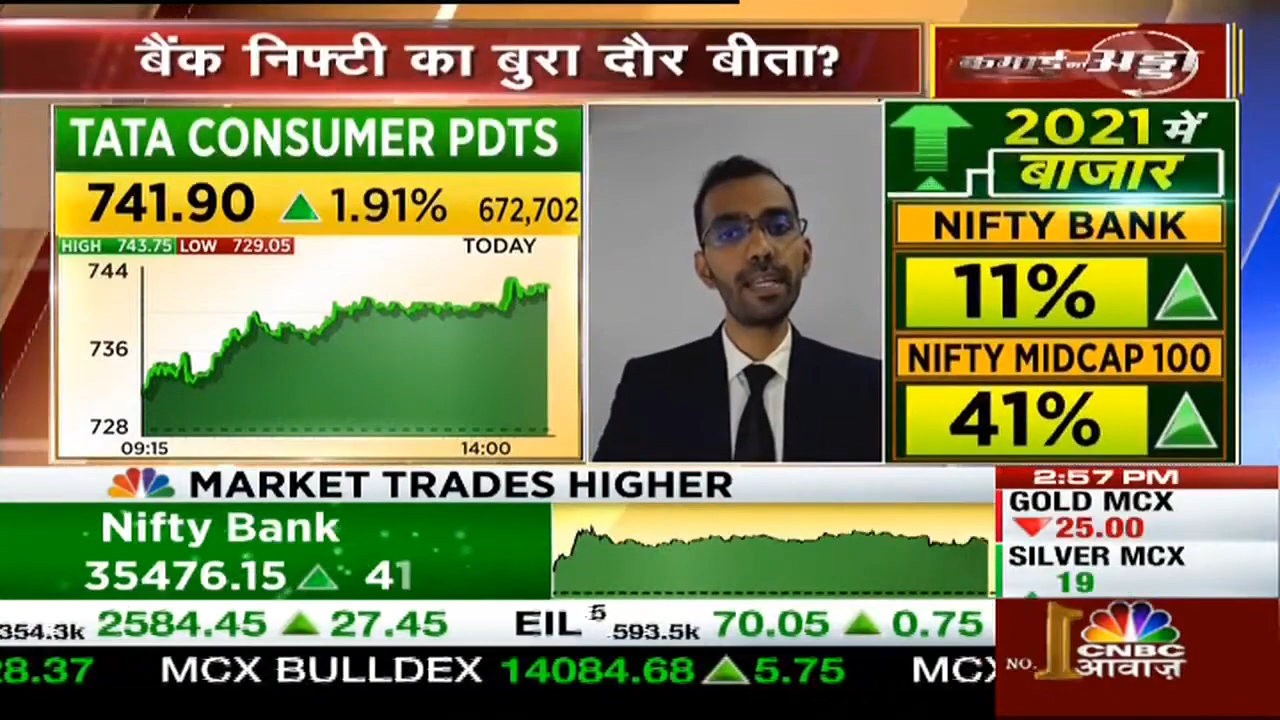 बैंक निफ्टी का बुरा दौर बीता?
कमाई का अड्डा
TATA CONSUMER PDTS
741.90 ▲ 1.91% 672,702
HIGH 743.75 LOW 729.05 TODAY
744
736
728
09:15 14:00
2021 में
बाजार
NIFTY BANK
11%
NIFTY MIDCAP 100
41%
MARKET TRADES HIGHER
Nifty Bank
35476.15 ▲ 41
2:57 PM
GOLD MCX
▼25.00
SILVER MCX
19
354.3k 2584.45 ▲ 27.45 EIL 5 593.5k 70.05 ▲ 0.75
28.37 MCX BULLDEX 14084.68 ▲5.75 MCX
NO. 1 CNBC
आवाज़